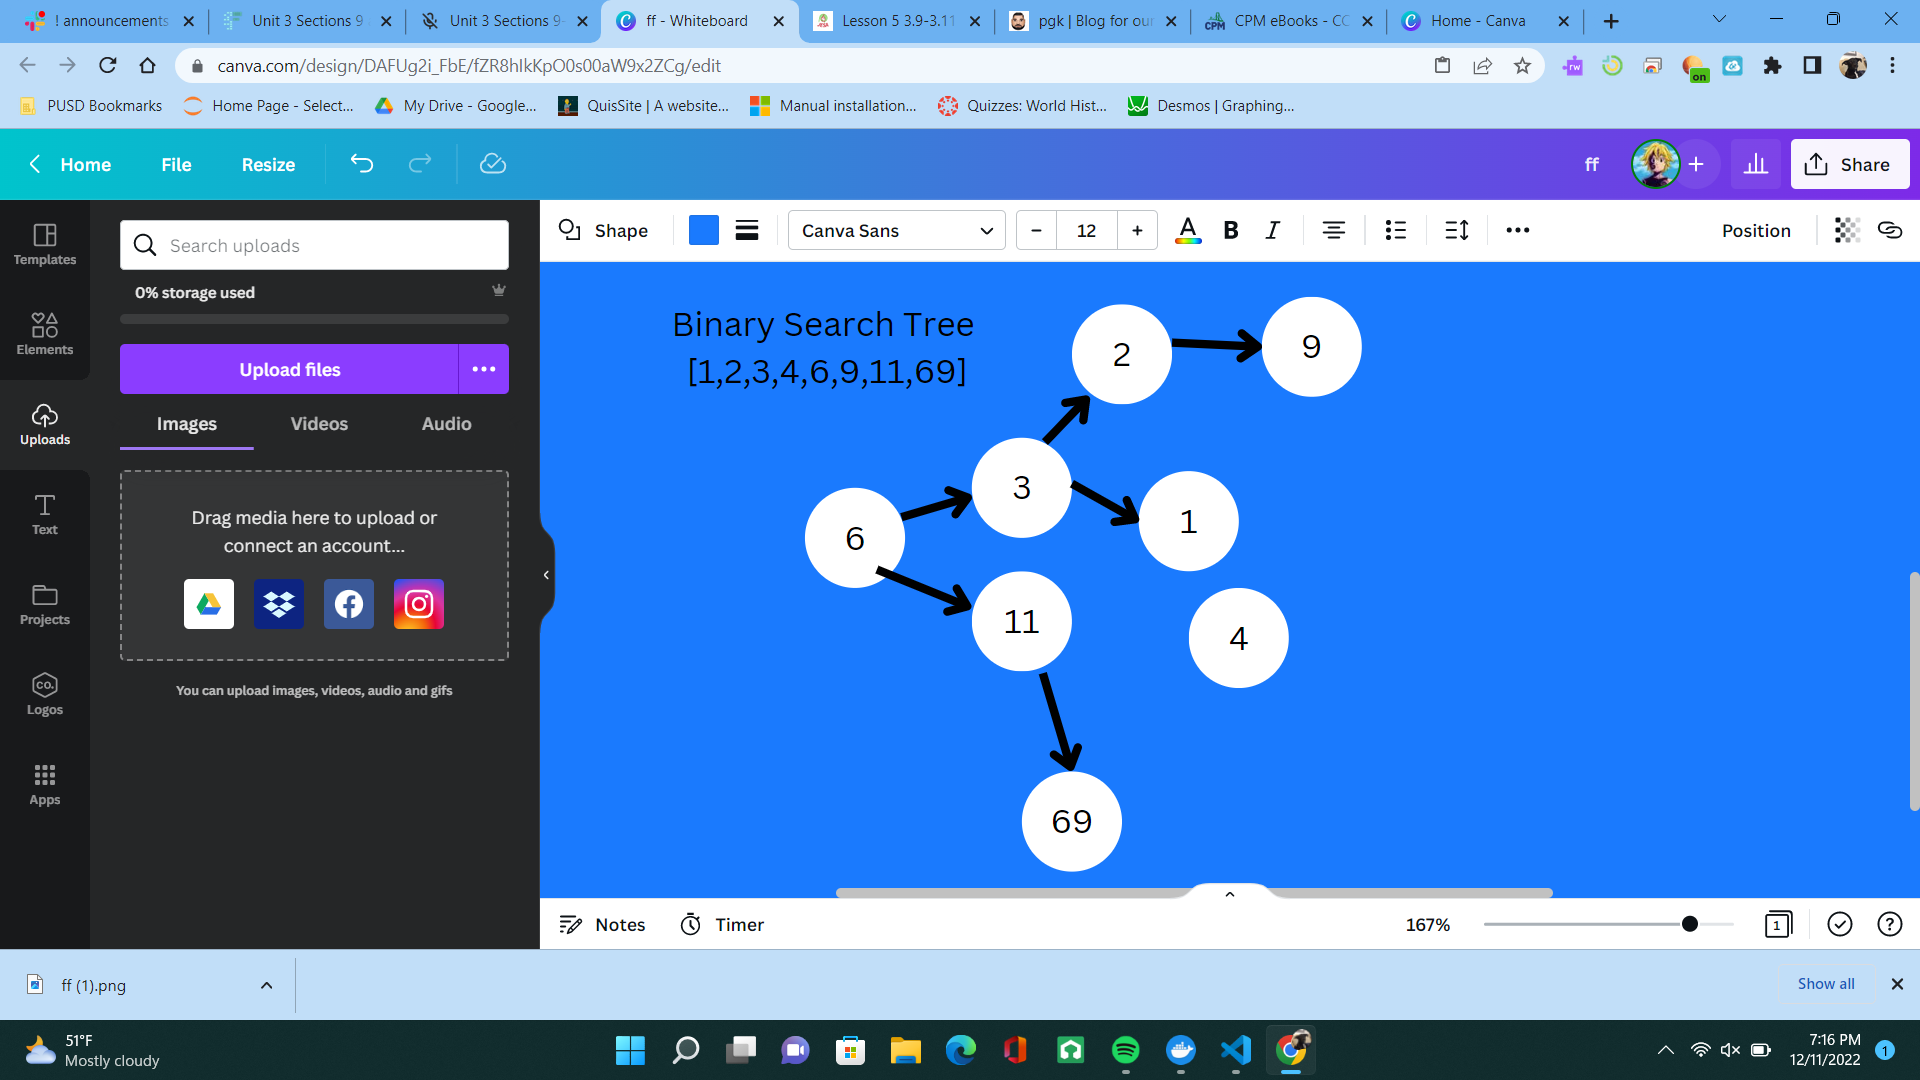 ! announcements
Unit 3 Sections 9
Unit 3 Sections 9-
ff - Whiteboard
Lesson 5 3.9-3.11
pgk | Blog for our
CPM eBooks - CC
Home - Canva
canva.com/design/DAFUg2i_FbE/fZR8hIkKpO0s00aW9x2ZCg/edit
rw
on
PUSD Bookmarks
Home Page - Select...
My Drive - Google...
QuisSite | A website...
Manual installation...
Quizzes: World Hist...
Desmos | Graphing...
Home
File
Resize
ff
Share
Templates
Elements
Uploads
Text
Projects
CO.
Logos
Apps
Search uploads
0% storage used
Upload files
Images
Videos
Audio
Drag media here to upload or
connect an account...
You can upload images, videos, audio and gifs
Shape
Canva Sans
12
A
B
I
Position
Binary Search Tree
[1,2,3,4,6,9,11,69]
2
9
3
1
6
11
4
69
Notes
Timer
167%
1
ff (1).png
Show all
51°F
Mostly cloudy
7:16 PM
12/11/2022
1